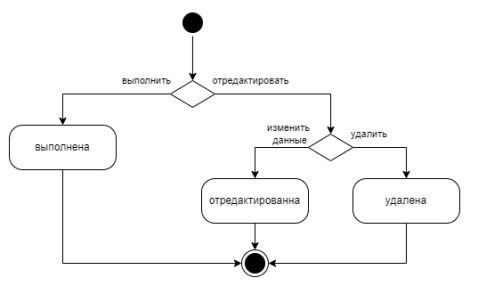 выполнить
отредактировать
изменить
данные
удалить
выполнена
отредактированна
удалена